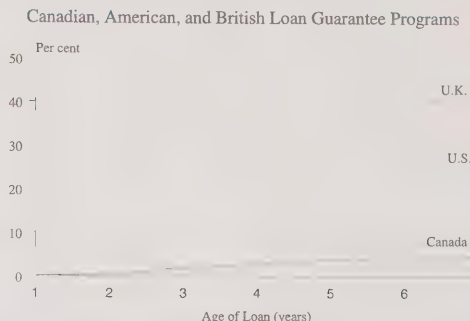 Canadian, American, and British Loan Guarantee Programs
Per cent
50
40
30
20
10
0
U.K.
U.S.
Canada
1 2 3 4 5 6
Age of Loan (years)